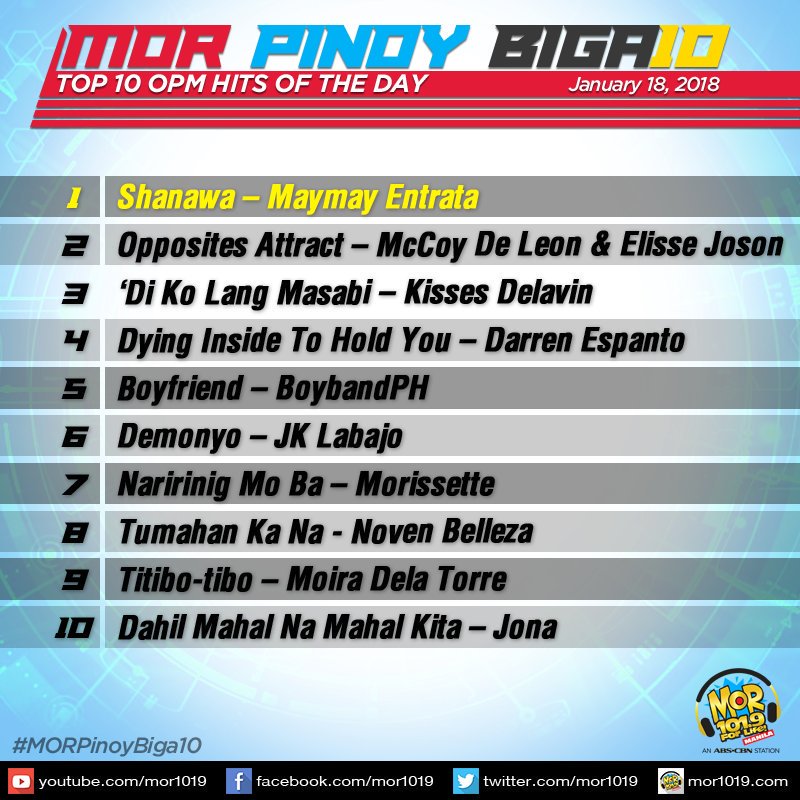 MOR PINOY BIGA10
TOP 10 OPM HITS OF THE DAY
January 18, 2018
1 Shanawa – Maymay Entrata
2 Opposites Attract – McCoy De Leon & Elisse Joson
3 ‘Di Ko Lang Masabi – Kisses Delavin
4 Dying Inside To Hold You – Darren Espanto
5 Boyfriend – BoybandPH
6 Demonyo – JK Labajo
7 Naririnig Mo Ba – Morissette
8 Tumahan Ka Na - Noven Belleza
9 Titibo-tibo – Moira Dela Torre
10 Dahil Mahal Na Mahal Kita – Jona
MOR
101.9
FOR Life!
MANILA
AN ABS-CBN STATION
#MORPinoyBiga10
youtube.com/mor1019 facebook.com/mor1019 twitter.com/mor1019 mor1019.com